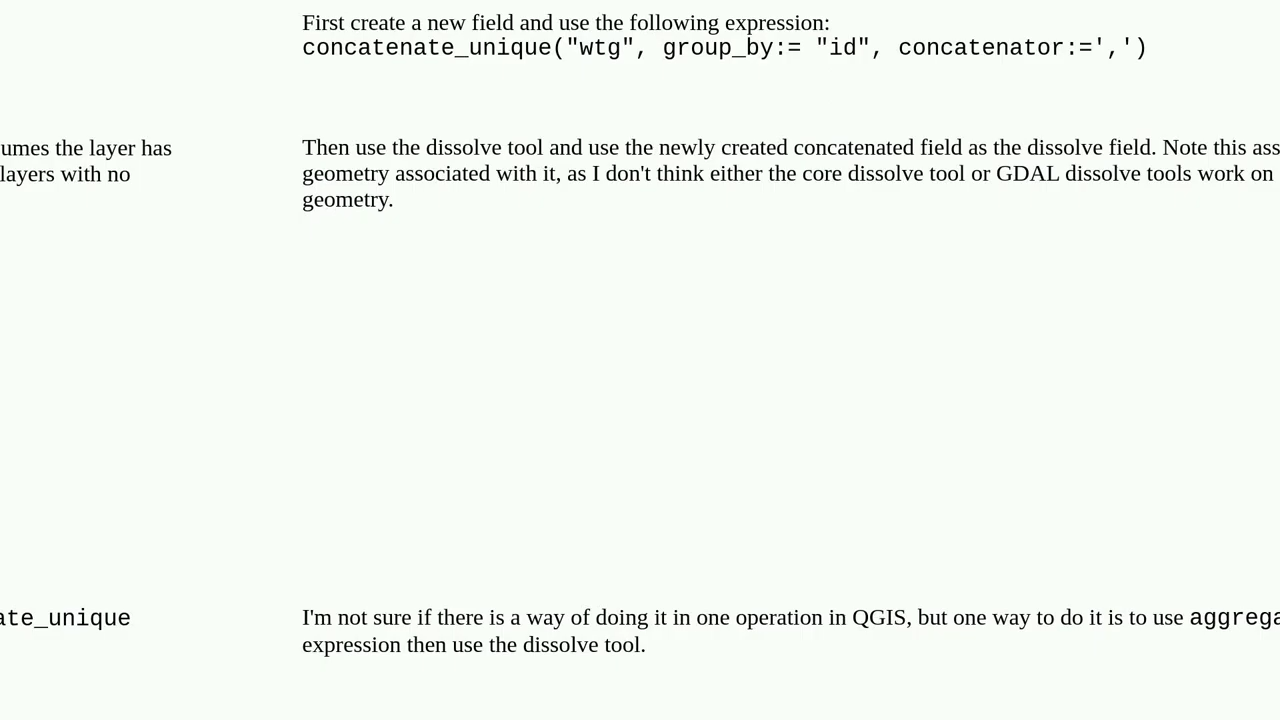 First create a new field and use the following expression:
concatenate_unique("wtg", group_by:= "id", concatenator:=',')
umes the layer has
layers with no
Then use the dissolve tool and use the newly created concatenated field as the dissolve field. Note this ass
geometry associated with it, as I don't think either the core dissolve tool or GDAL dissolve tools work on
geometry.
ate_unique
I'm not sure if there is a way of doing it in one operation in QGIS, but one way to do it is to use aggrega
expression then use the dissolve tool.